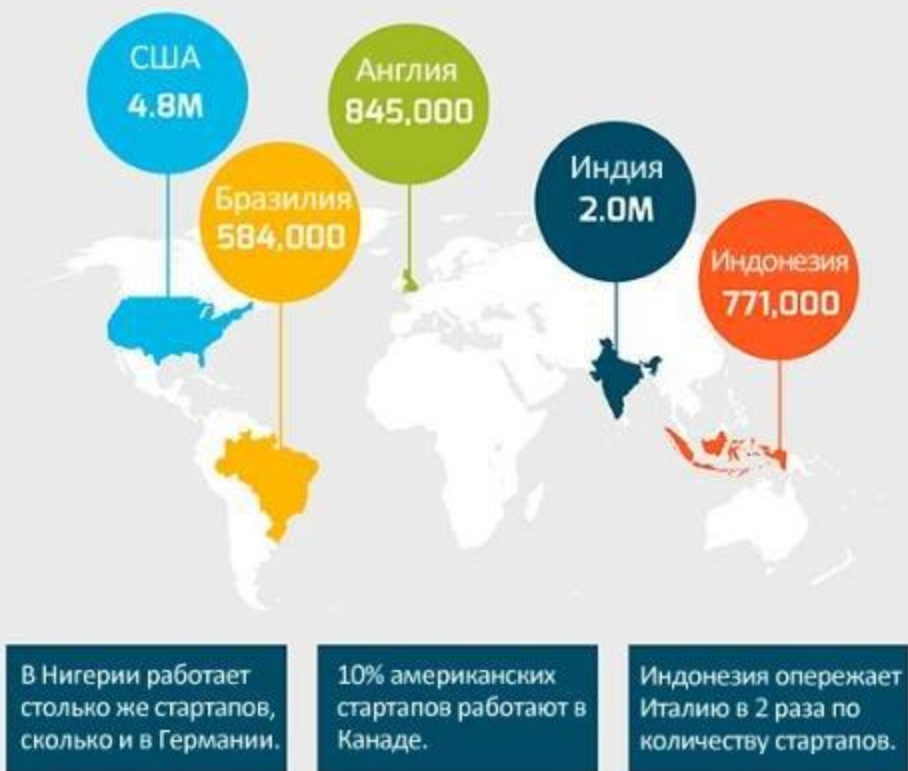 США
4.8M
Англия
845,000
Бразилия
584,000
Индия
2.0M
Индонезия
771,000
В Нигерии работает
столько же стартапов,
сколько и в Германии.
10% американских
стартапов работают в
Канаде.
Индонезия опережает
Италию в 2 раза по
количеству стартапов.